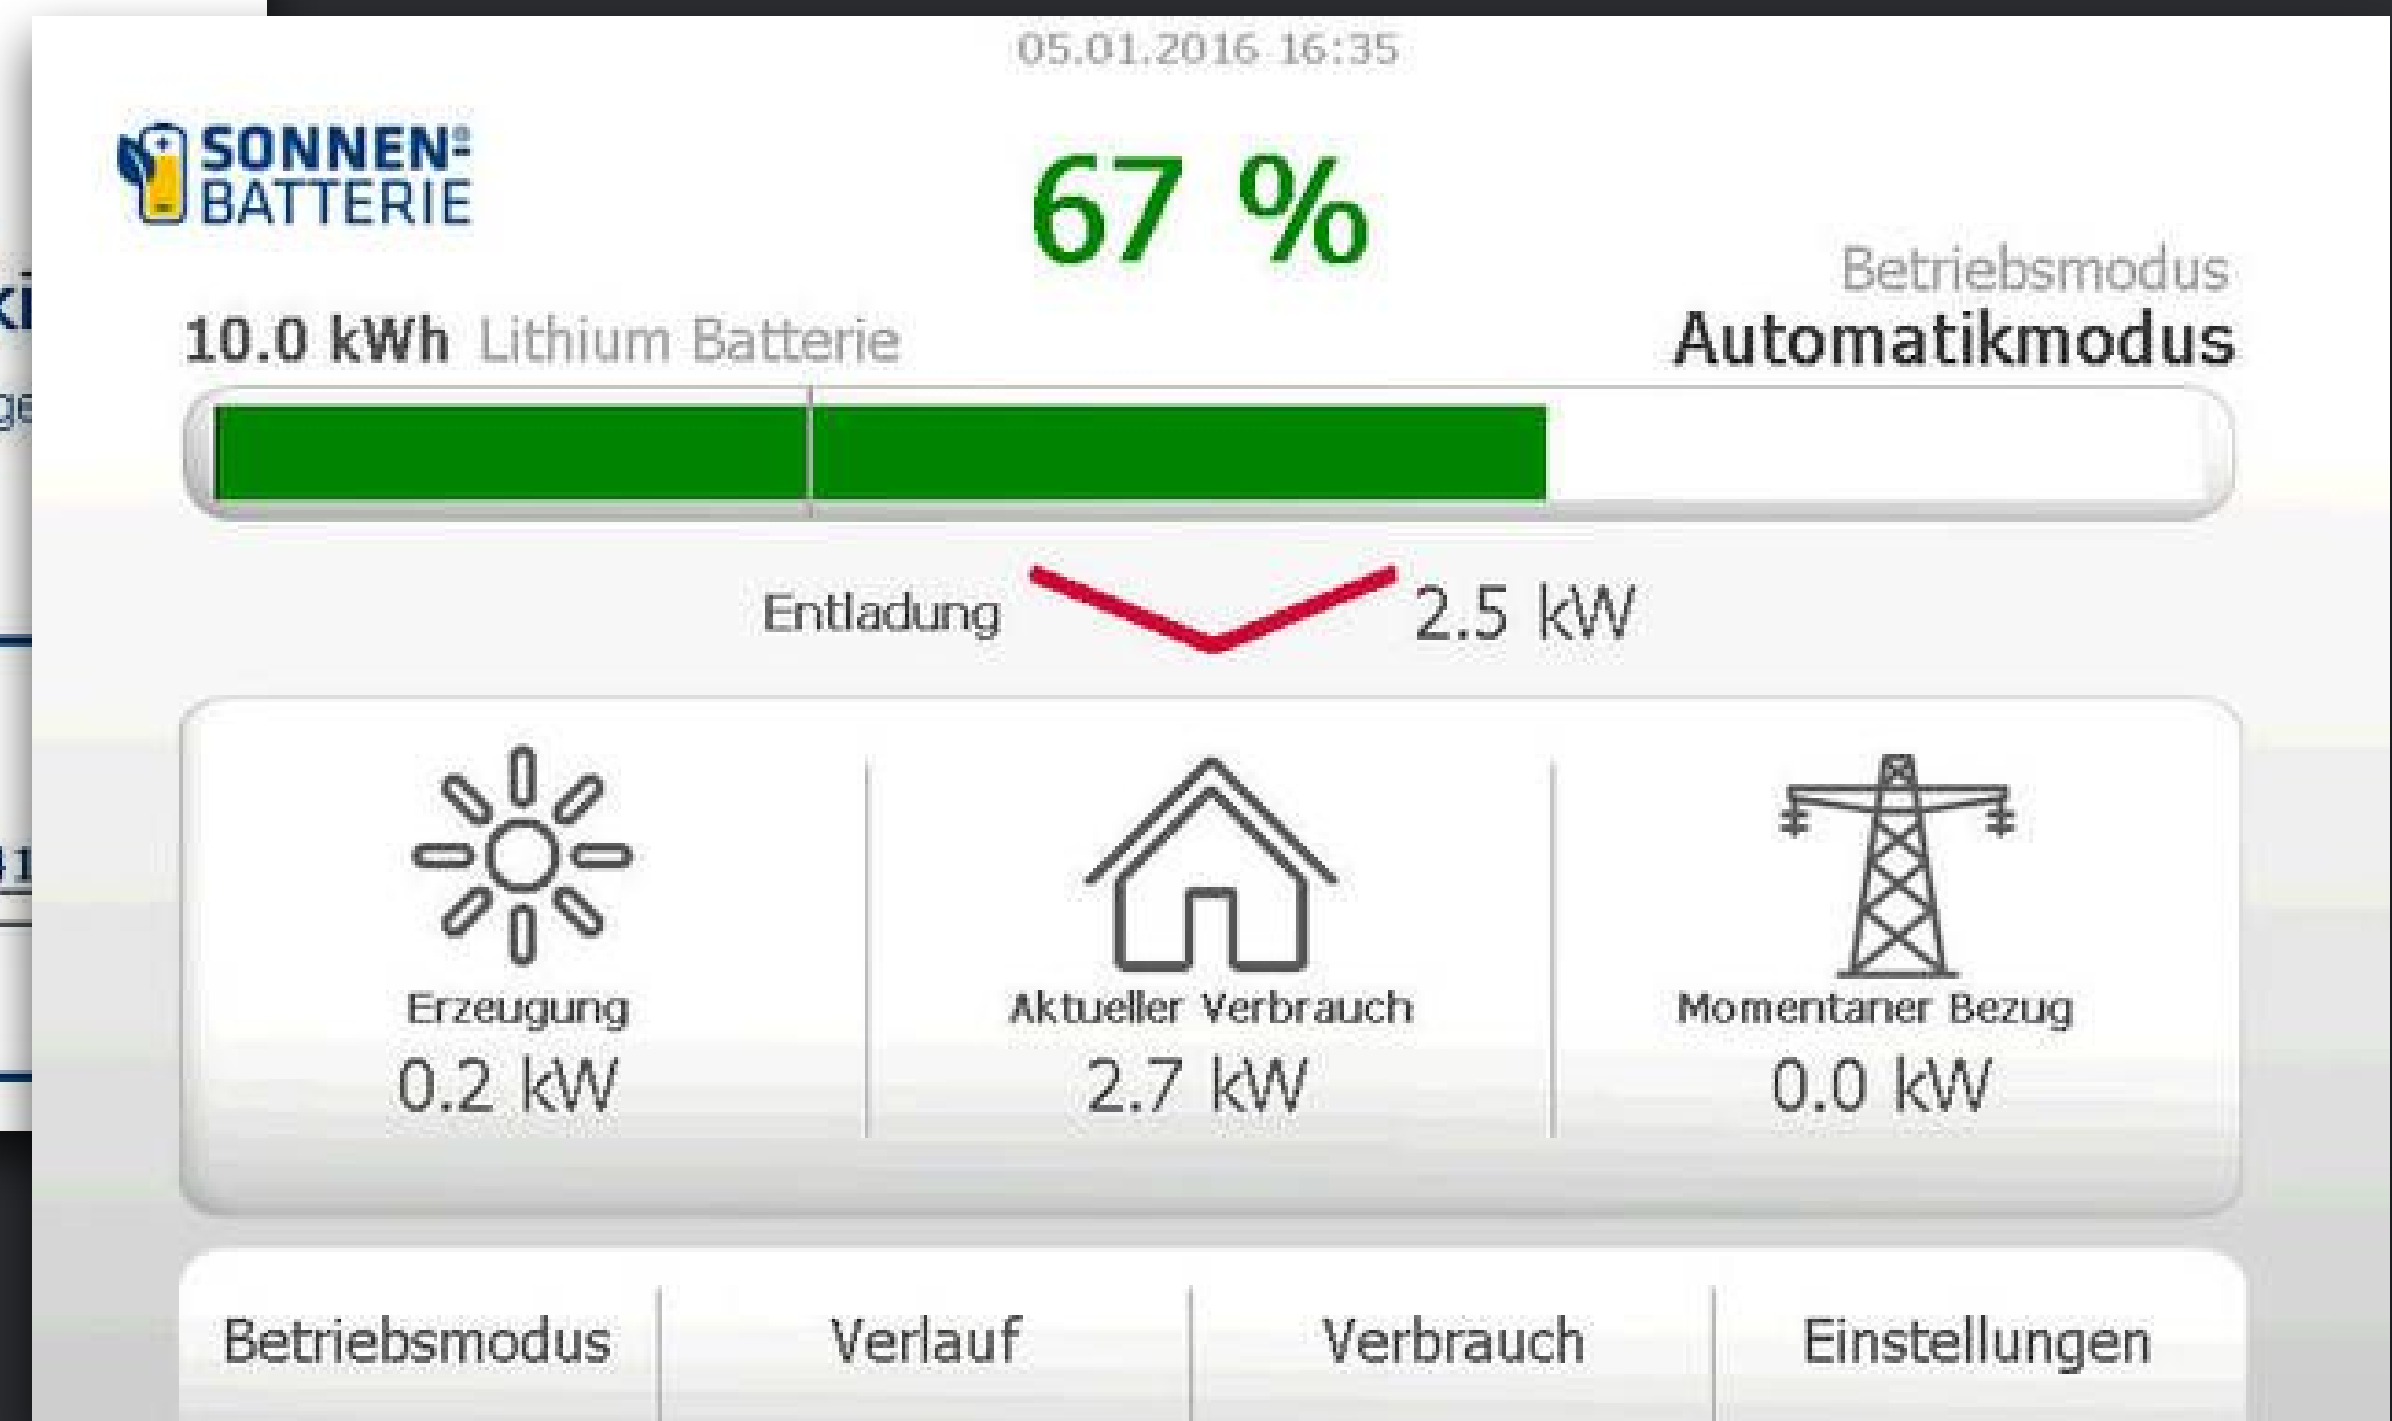 05.01.2016 16:35
SONNEN-
BATTERIE
67 %
Betriebsmodus
10.0 kWh Lithium Batterie
Automatikmodus
Entladung 2.5 kW
Erzeugung Aktueller Verbrauch Momentaner Bezug
0.2 kW 2.7 kW 0.0 kW
Betriebsmodus Verlauf Verbrauch Einstellungen